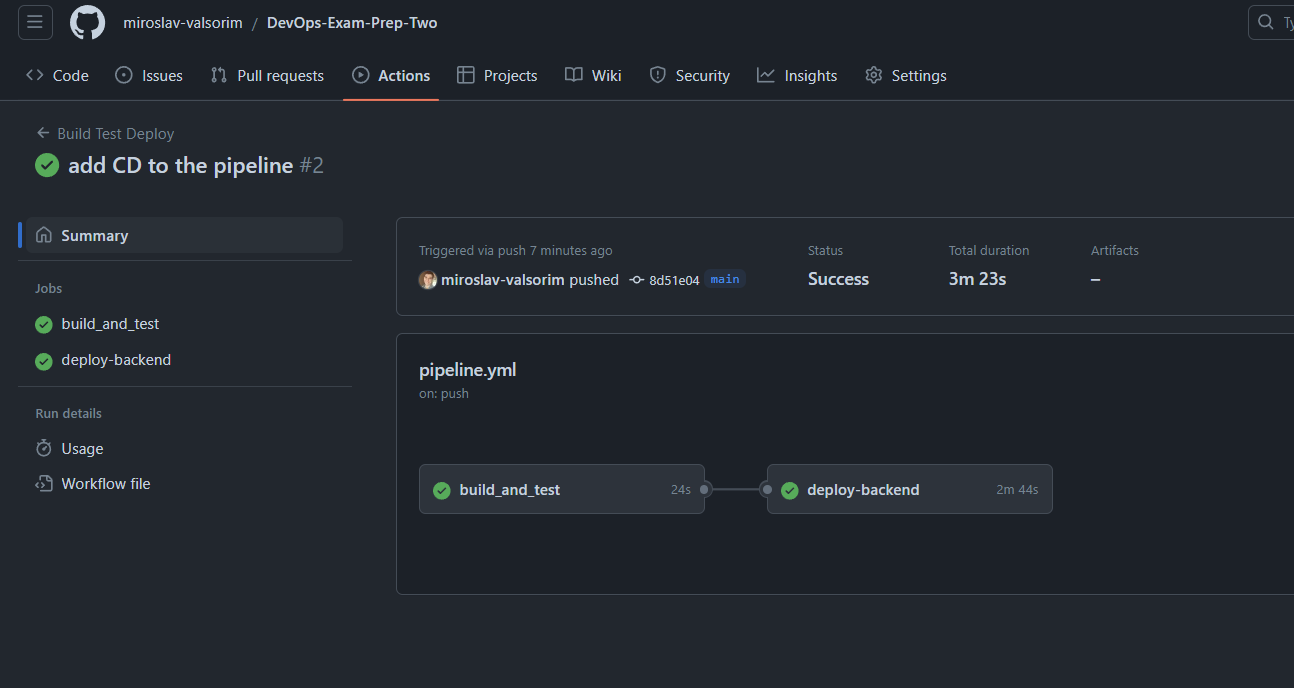 miroslav-valsorim / DevOps-Exam-Prep-Two
Code Issues Pull requests Actions Projects Wiki Security Insights Settings
Build Test Deploy
add CD to the pipeline #2
Summary
Jobs
build_and_test
deploy-backend
Run details
Usage
Workflow file
Triggered via push 7 minutes ago
miroslav-valsorim pushed 8d51e04 main
Status
Success
Total duration
3m 23s
Artifacts
–
pipeline.yml
on: push
build_and_test 24s
deploy-backend 2m 44s